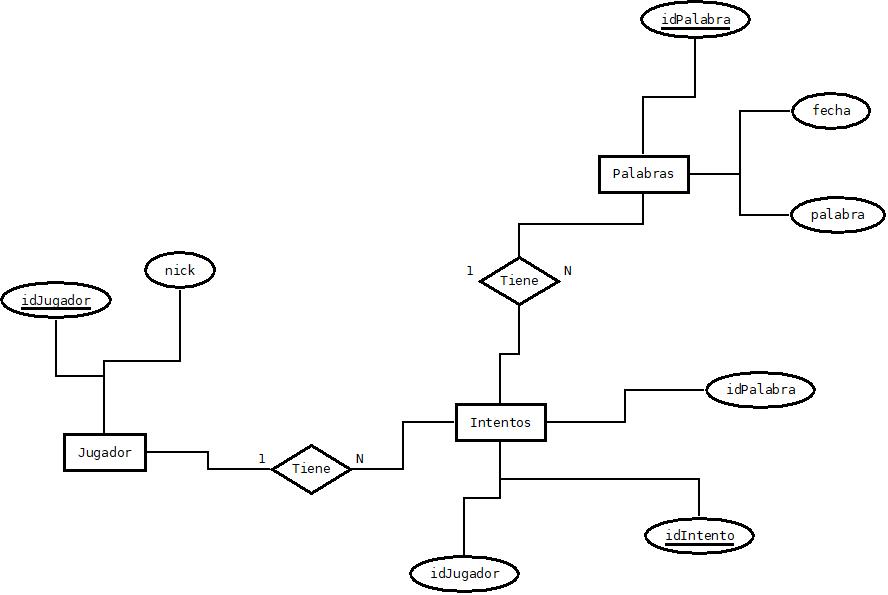 idPalabra
fecha
Palabras
palabra
nick
1
Tiene
N
idJugador
idPalabra
Intentos
Jugador
1
Tiene
N
idIntento
idJugador